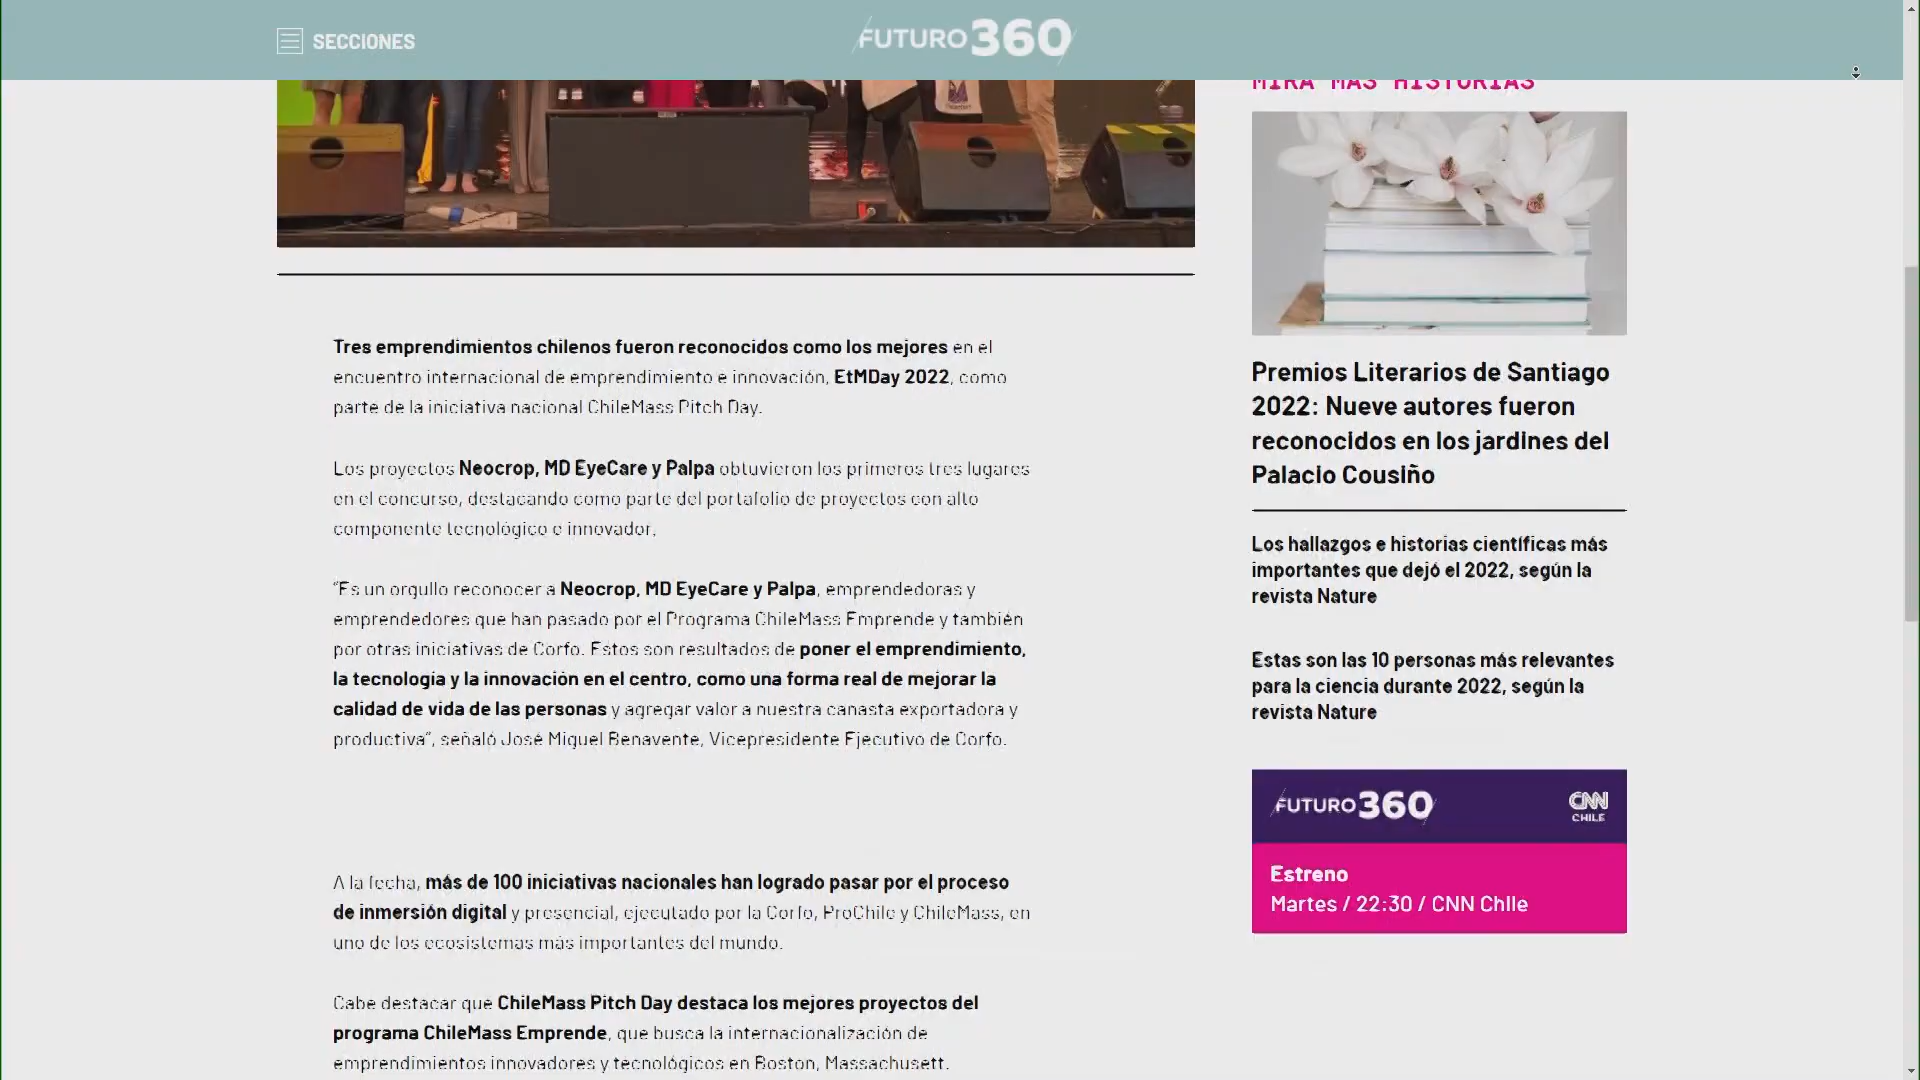 SECCIONES
FUTURO360
MIRA MÁS HISTORIAS
Tres emprendimientos chilenos fueron reconocidos como los mejores en el
encuentro internacional de emprendimiento e innovación, EtMDay 2022, como
parte de la iniciativa nacional ChileMass Pitch Day.
Los proyectos Neocrop, MD EyeCare y Palpa obtuvieron los primeros tres lugares
en el concurso, destacando como parte del portafolio de proyectos con alto
componente tecnológico e innovador.
“Es un orgullo reconocer a Neocrop, MD EyeCare y Palpa, emprendedoras y
emprendedores que han pasado por el Programa ChileMass Emprende y también
por otras iniciativas de Corfo. Estos son resultados de poner el emprendimiento,
la tecnología y la innovación en el centro, como una forma real de mejorar la
calidad de vida de las personas y agregar valor a nuestra canasta exportadora y
productiva”, señaló José Miguel Benavente, Vicepresidente Ejecutivo de Corfo.
A la fecha, más de 100 iniciativas nacionales han logrado pasar por el proceso
de inmersión digital y presencial, ejecutado por la Corfo, ProChile y ChileMass, en
uno de los ecosistemas más importantes del mundo.
Cabe destacar que ChileMass Pitch Day destaca los mejores proyectos del
programa ChileMass Emprende, que busca la internacionalización de
emprendimientos innovadores y tecnológicos en Boston, Massachusett.
Premios Literarios de Santiago
2022: Nueve autores fueron
reconocidos en los jardines del
Palacio Cousiño
Los hallazgos e historias científicas más
importantes que dejó el 2022, según la
revista Nature
Estas son las 10 personas más relevantes
para la ciencia durante 2022, según la
revista Nature
FUTURO360
CNN
CHILE
Estreno
Martes / 22:30 / CNN Chile